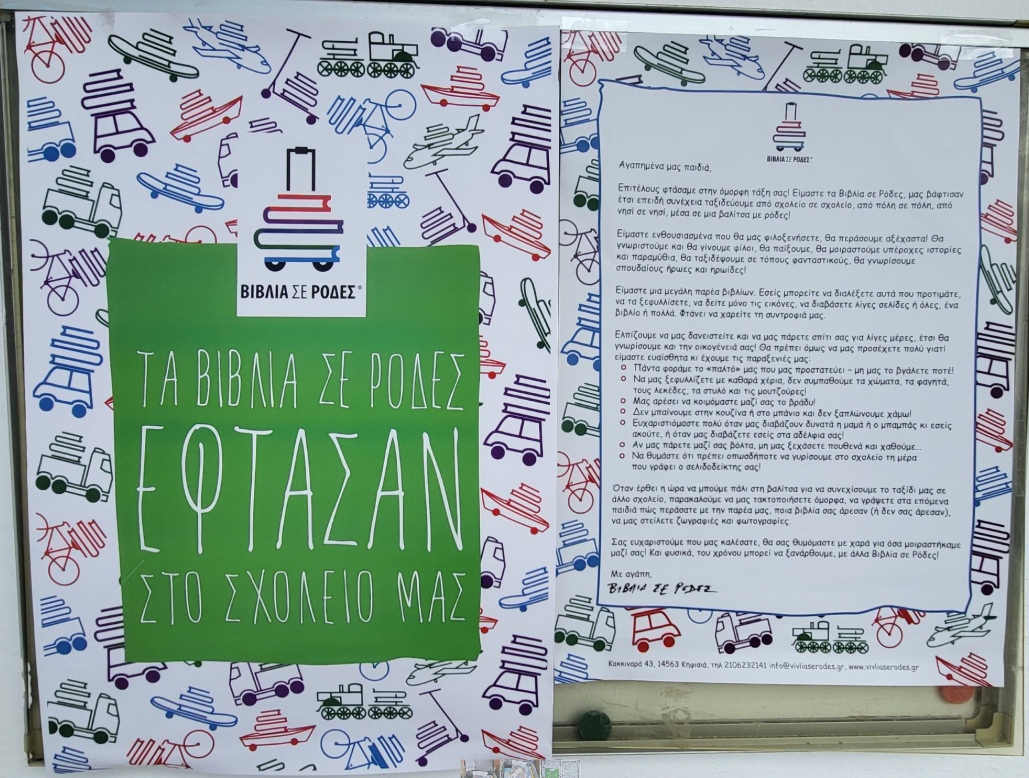 ΒΙΒΛΙΑ ΣΕ ΡΟΔΕΣ®
ΤΑ ΒΙΒΛΙΑ ΣΕ ΡΟΔΕΣ
ΕΦΤΑΣΑΝ
ΣΤΟ ΣΧΟΛΕΙΟ ΜΑΣ
ΒΙΒΛΙΑ ΣΕ ΡΟΔΕΣ®
Αγαπημένα μας παιδιά,
Επιτέλους φτάσαμε στην όμορφη τάξη σας! Είμαστε τα Βιβλία σε Ρόδες, μας βάφτισαν
έτσι επειδή συνέχεια ταξιδεύουμε από σχολείο σε σχολείο, από πόλη σε πόλη, από
νησί σε νησί, μέσα σε μια βαλίτσα με ρόδες!
Είμαστε ενθουσιασμένα που θα μας φιλοξενήσετε, θα περάσουμε αξέχαστα! Θα
γνωριστούμε και θα γίνουμε φίλοι, θα παίξουμε, θα μοιραστούμε υπέροχες ιστορίες
και παραμύθια, θα ταξιδέψουμε σε τόπους φανταστικούς, θα γνωρίσουμε
σπουδαίους ήρωες και ηρωίδες!
Είμαστε μια μεγάλη παρέα βιβλίων. Εσείς μπορείτε να διαλέξετε αυτά που προτιμάτε,
να τα ξεφυλλίσετε, να δείτε μόνο τις εικόνες, να διαβάσετε λίγες σελίδες ή όλες, ένα
βιβλίο ή πολλά. Φτάνει να χαρείτε τη συντροφιά μας.
Ελπίζουμε να μας δανειστείτε και να μας πάρετε σπίτι σας για λίγες μέρες, έτσι θα
γνωρίσουμε και την οικογένειά σας! Θα πρέπει όμως να μας προσέχετε πολύ γιατί
είμαστε ευαίσθητα κι έχουμε τις παραξενιές μας:
Πάντα φοράμε το «παλτό» μας που μας προστατεύει – μη μας το βγάλετε ποτέ!
Να μας ξεφυλλίζετε με καθαρά χέρια, δεν συμπαθούμε τα χώματα, τα φαγητά,
τους λεκέδες, τα στυλό και τις μουτζούρες!
Μας αρέσει να κοιμόμαστε μαζί σας το βράδυ!
Δεν μπαίνουμε στην κουζίνα ή στο μπάνιο και δεν ξαπλώνουμε χάμω!
Ευχαριστιόμαστε πολύ όταν μας διαβάζουν δυνατά η μαμά ή ο μπαμπάς κι εσείς
ακούτε, ή όταν μας διαβάζετε εσείς στα αδέλφια σας!
Αν μας πάρετε μαζί σας βόλτα, μη μας ξεχάσετε πουθενά και χαθούμε...
Να θυμάστε ότι πρέπει οπωσδήποτε να γυρίσουμε στο σχολείο τη μέρα
που γράφει ο σελιδοδείκτης σας!
Όταν έρθει η ώρα να μπούμε πάλι στη βαλίτσα για να συνεχίσουμε το ταξίδι μας σε
άλλο σχολείο, παρακαλούμε να μας τακτοποιήσετε όμορφα, να γράψετε στα επόμενα
παιδιά πώς περάσατε με την παρέα μας, ποια βιβλία σας άρεσαν (ή δεν σας άρεσαν),
να μας στείλετε ζωγραφιές και φωτογραφίες.
Σας ευχαριστούμε που μας καλέσατε, θα σας θυμόμαστε με χαρά για όσα μοιραστήκαμε
μαζί σας! Και φυσικά, του χρόνου μπορεί να ξανάρθουμε, με άλλα Βιβλία σε Ρόδες!
Με αγάπη,
ΒΙΒΛΙΑ ΣΕ ΡΟΔΕΣ
Κοκκιναρά 43, 14563 Κηφισιά, τηλ 2106232141 info@vivliaserodes.gr, www.vivliaserodes.gr